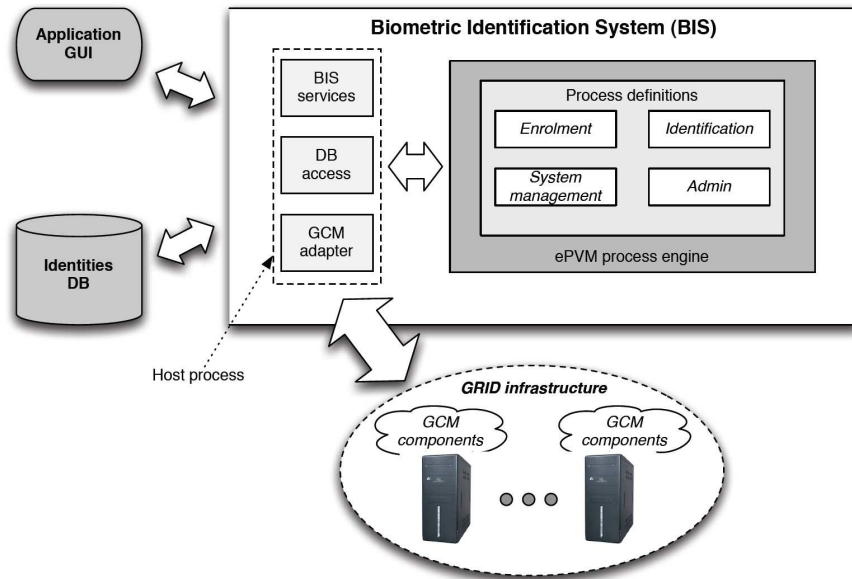 Application
GUI
Biometric Identification System (BIS)
BIS
services
DB
access
GCM
adapter
Process definitions
Enrolment
Identification
System
management
Admin
ePVM process engine
Identities
DB
Host process
GRID infrastructure
GCM
components
GCM
components